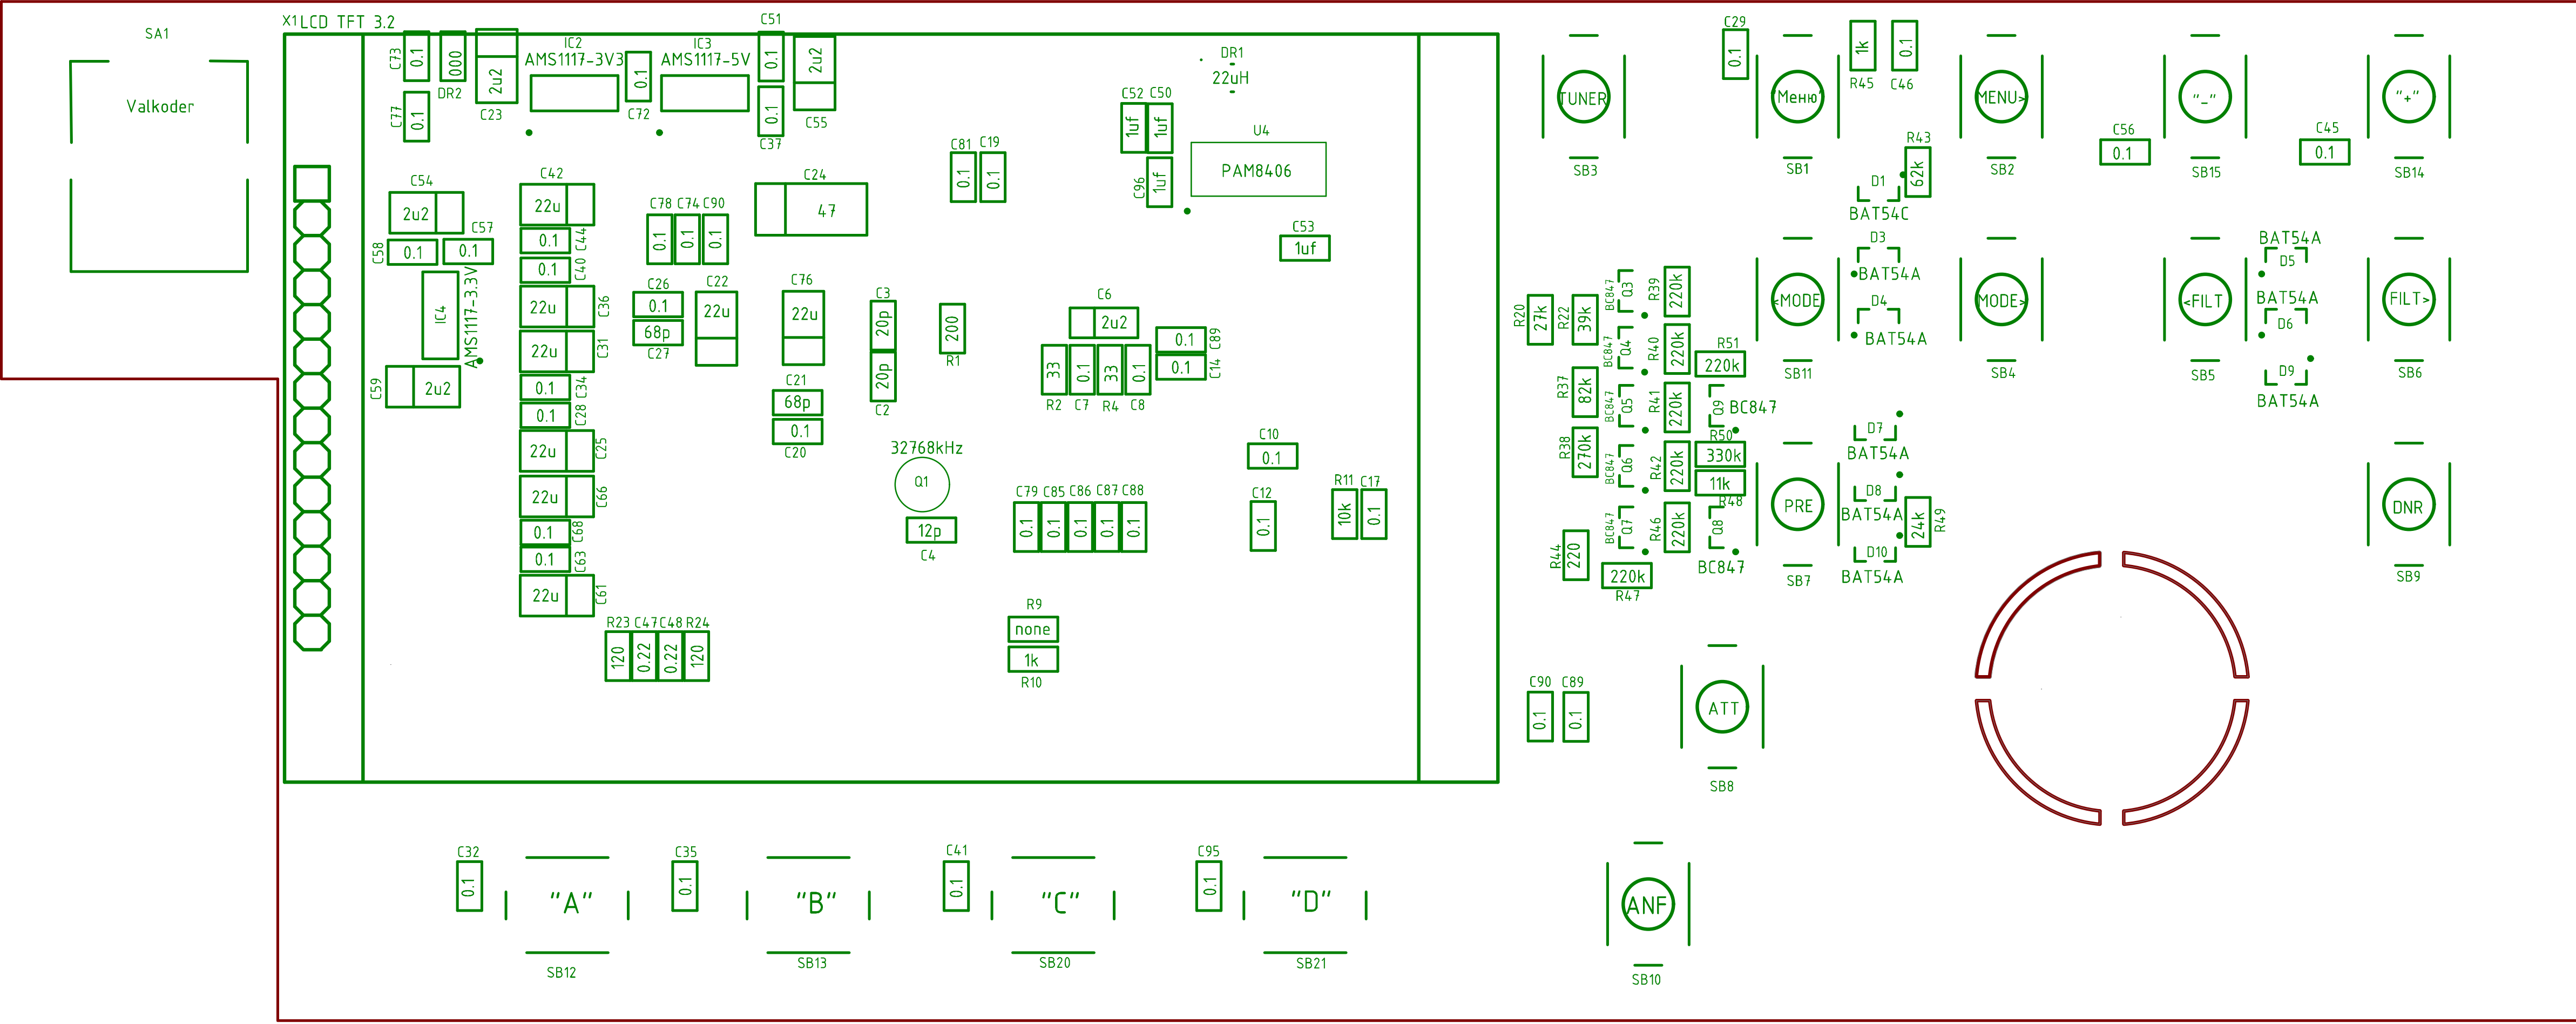 SA1
Valkoder
X1LCD TFT 3.2
C73
0.1
000
DR2
2u2
C23
C77
0.1
IC2
AMS1117-3V3
0.1
C72
IC3
AMS1117-5V
C51
0.1
0.1
C37
2u2
C55
DR1
22uH
C52
1uf
C50
1uf
C96
1uf
U4
PAM8406
C53
1uf
C81
0.1
C19
0.1
C54
2u2
C57
0.1
C58
0.1
IC4
AMS1117-3.3V
C59
2u2
C42
22u
0.1
C44
0.1
C40
22u
C36
22u
C31
0.1
C34
0.1
C28
22u
C25
22u
C66
0.1
C68
0.1
C63
22u
C61
C78
0.1
C74
0.1
C90
0.1
C24
47
C26
0.1
68p
C27
C22
22u
C76
22u
C21
68p
0.1
C20
C3
20p
20p
C2
200
R1
C6
2u2
0.1
C89
0.1
C14
33
R2
0.1
C7
33
R4
0.1
C8
32768kHz
Q1
12p
C4
C79
0.1
C85
0.1
C86
0.1
C87
0.1
C88
0.1
C10
0.1
C12
0.1
R11
10k
C17
0.1
R9
none
1k
R10
R23
120
C47
0.22
C48
0.22
R24
120
TUNER
SB3
C29
0.1
"Меню"
SB1
1k
R45
0.1
C46
MENU>
SB2
C56
0.1
"-"
SB15
C45
0.1
"+"
SB14
R43
62k
D1
BAT54C
D3
BAT54A
D4
BAT54A
<MODE
SB11
MODE>
SB4
<FILT
SB5
BAT54A
D5
BAT54A
D6
D9
BAT54A
FILT>
SB6
R20
27k
R22
39k
BC847
Q3
R39
220k
BC847
Q4
R40
220k
R51
220k
R37
82k
BC847
Q5
R41
220k
Q9
BC847
R38
270k
BC847
Q6
R42
220k
R50
330k
11k
R48
R44
220
BC847
Q7
R46
220k
Q8
BC847
220k
R47
PRE
SB7
D7
BAT54A
D8
BAT54A
D10
BAT54A
24k
R49
DNR
SB9
C90
0.1
C89
0.1
ATT
SB8
C32
0.1
"A"
SB12
C35
0.1
"B"
SB13
C41
0.1
"C"
SB20
C95
0.1
"D"
SB21
ANF
SB10